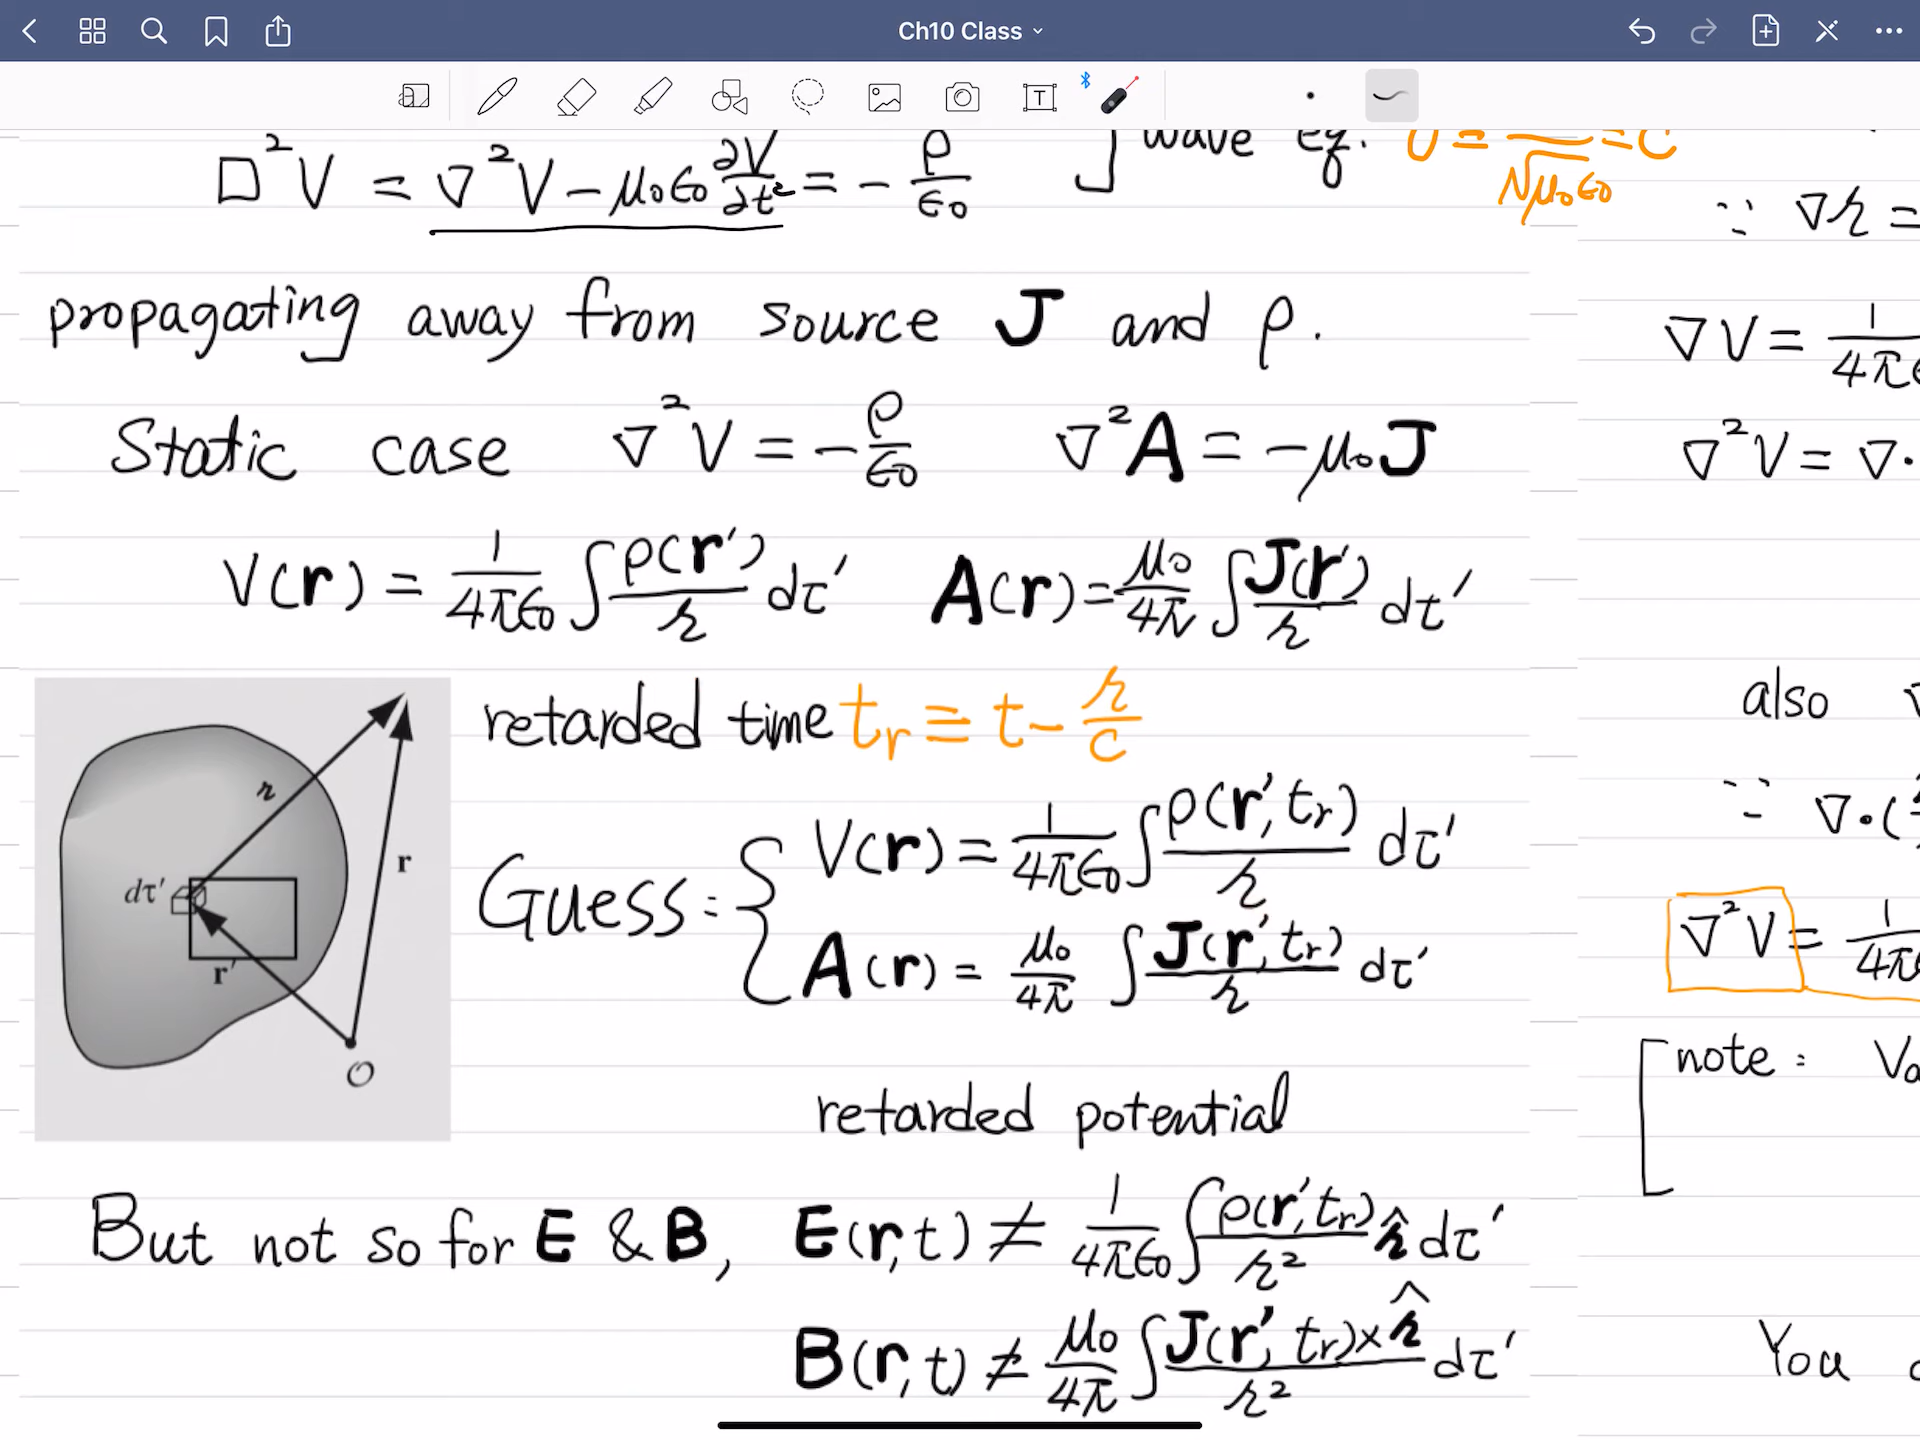 Ch10 Class
□²V = ∇²V - μ₀ε₀ ∂V/∂t² = - ρ/ε₀ ] wave eq. = 1/√μ₀ε₀ = c
propagating away from source J and ρ.
Static case ∇²V = -ρ/ε₀ ∇²A = -μ₀J
V(r) = 1/4πε₀ ∫ρ(r')/𝓇 dτ' A(r) = μ₀/4π ∫J(r')/𝓇 dτ'
retarded time tᵣ ≡ t - 𝓇/c
𝓇
r
dτ'
r'
O
Guess: { V(r) = 1/4πε₀ ∫ρ(r', tᵣ)/𝓇 dτ'
A(r) = μ₀/4π ∫J(r', tᵣ)/𝓇 dτ'
retarded potential
But not so for E & B, E(r,t) ≠ 1/4πε₀ ∫ρ(r', tᵣ)/𝓇² 𝓇̂ dτ'
B(r,t) ≠ μ₀/4π ∫J(r', tᵣ)×𝓇̂/𝓇² dτ'
∵ ∇𝓇 =
∇V = 1/4πε
∇²V = ∇·
also
∵ ∇·(
∇²V = 1/4π
[note:
You